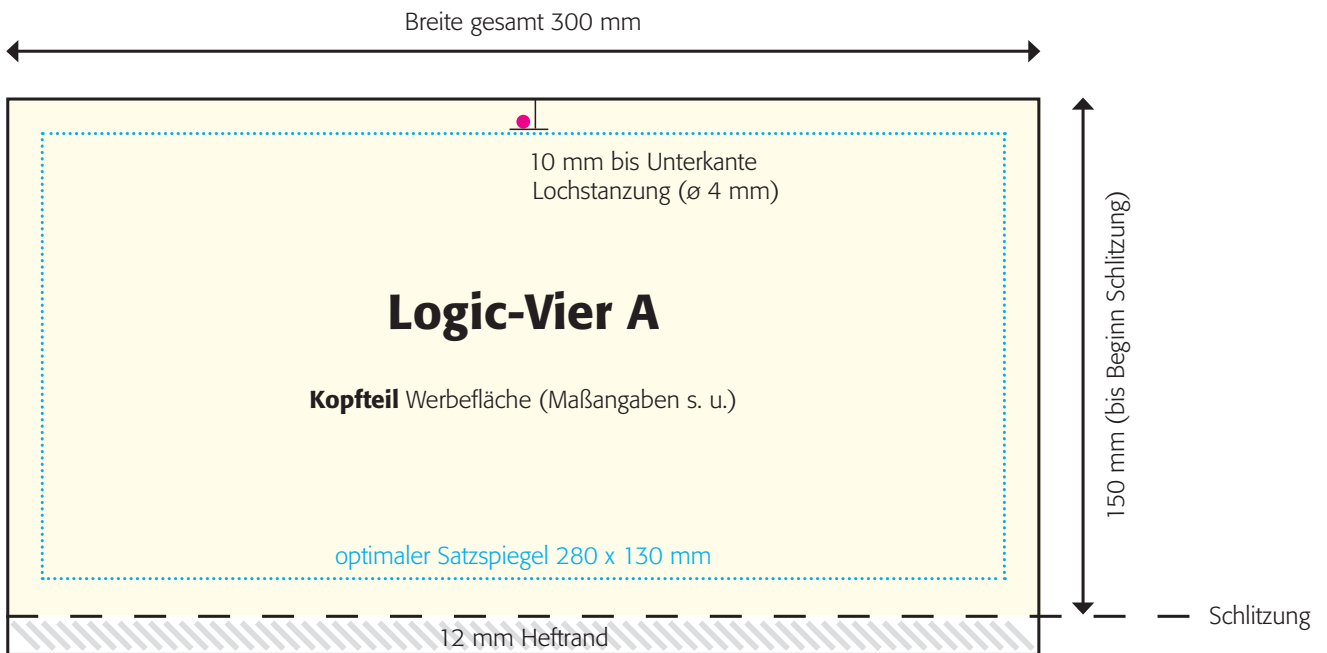 Breite gesamt 300 mm
10 mm bis Unterkante
Lochstanzung (ø 4 mm)
150 mm (bis Beginn Schlitzung)
Logic-Vier A
Kopfteil Werbefläche (Maßangaben s. u.)
optimaler Satzspiegel 280 x 130 mm
Schlitzung
12 mm Heftrand